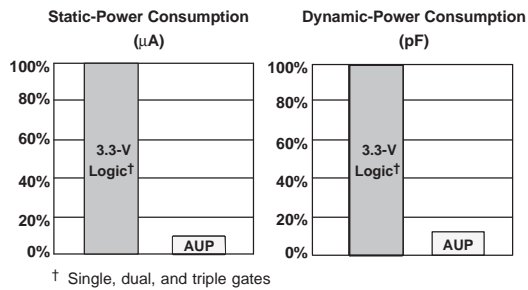 Static-Power Consumption
(μA)
100%
80%
60%
40%
20%
0%
3.3-V
Logic†
AUP
Dynamic-Power Consumption
(pF)
100%
80%
60%
40%
20%
0%
3.3-V
Logic†
AUP
† Single, dual, and triple gates